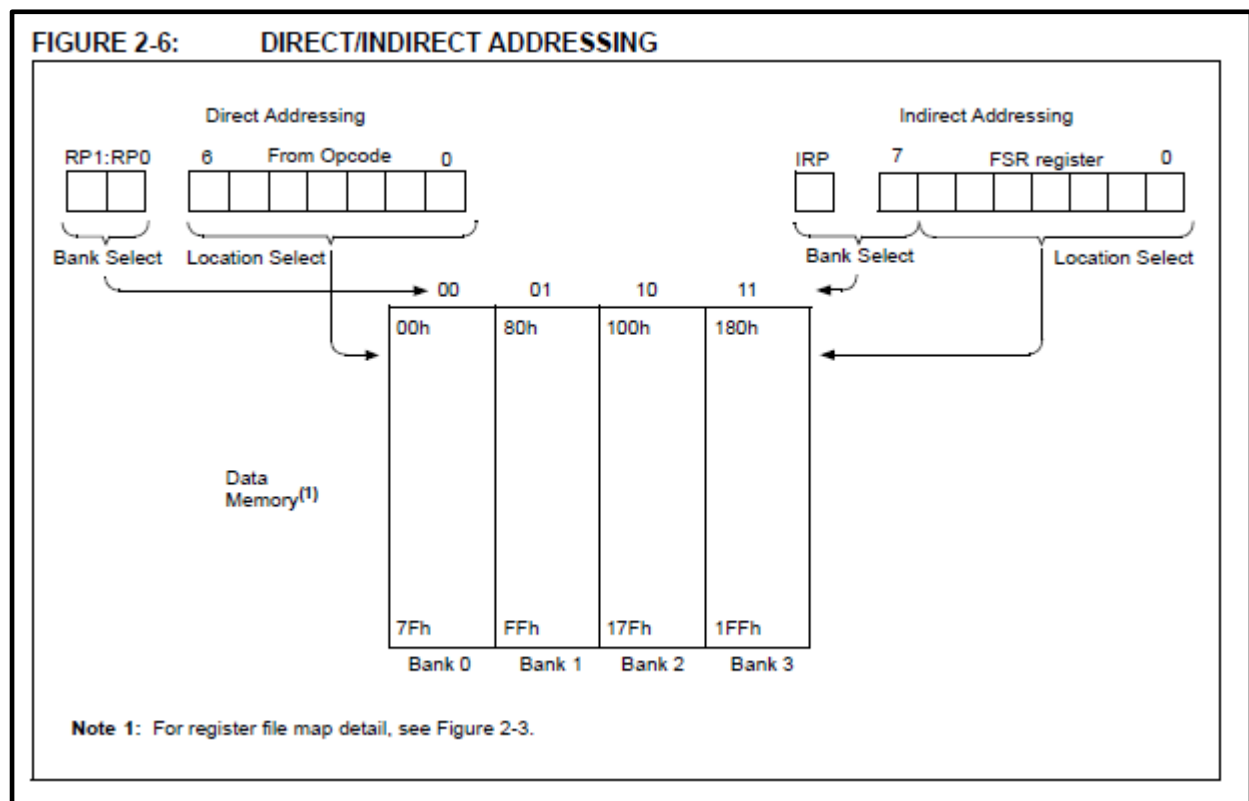 FIGURE 2-6: DIRECT/INDIRECT ADDRESSING
Direct Addressing
Indirect Addressing
RP1:RP0 6 From Opcode 0
IRP 7 FSR register 0
Bank Select Location Select
Bank Select Location Select
00 01 10 11
00h 80h 100h 180h
Data
Memory(1)
7Fh FFh 17Fh 1FFh
Bank 0 Bank 1 Bank 2 Bank 3
Note 1: For register file map detail, see Figure 2-3.